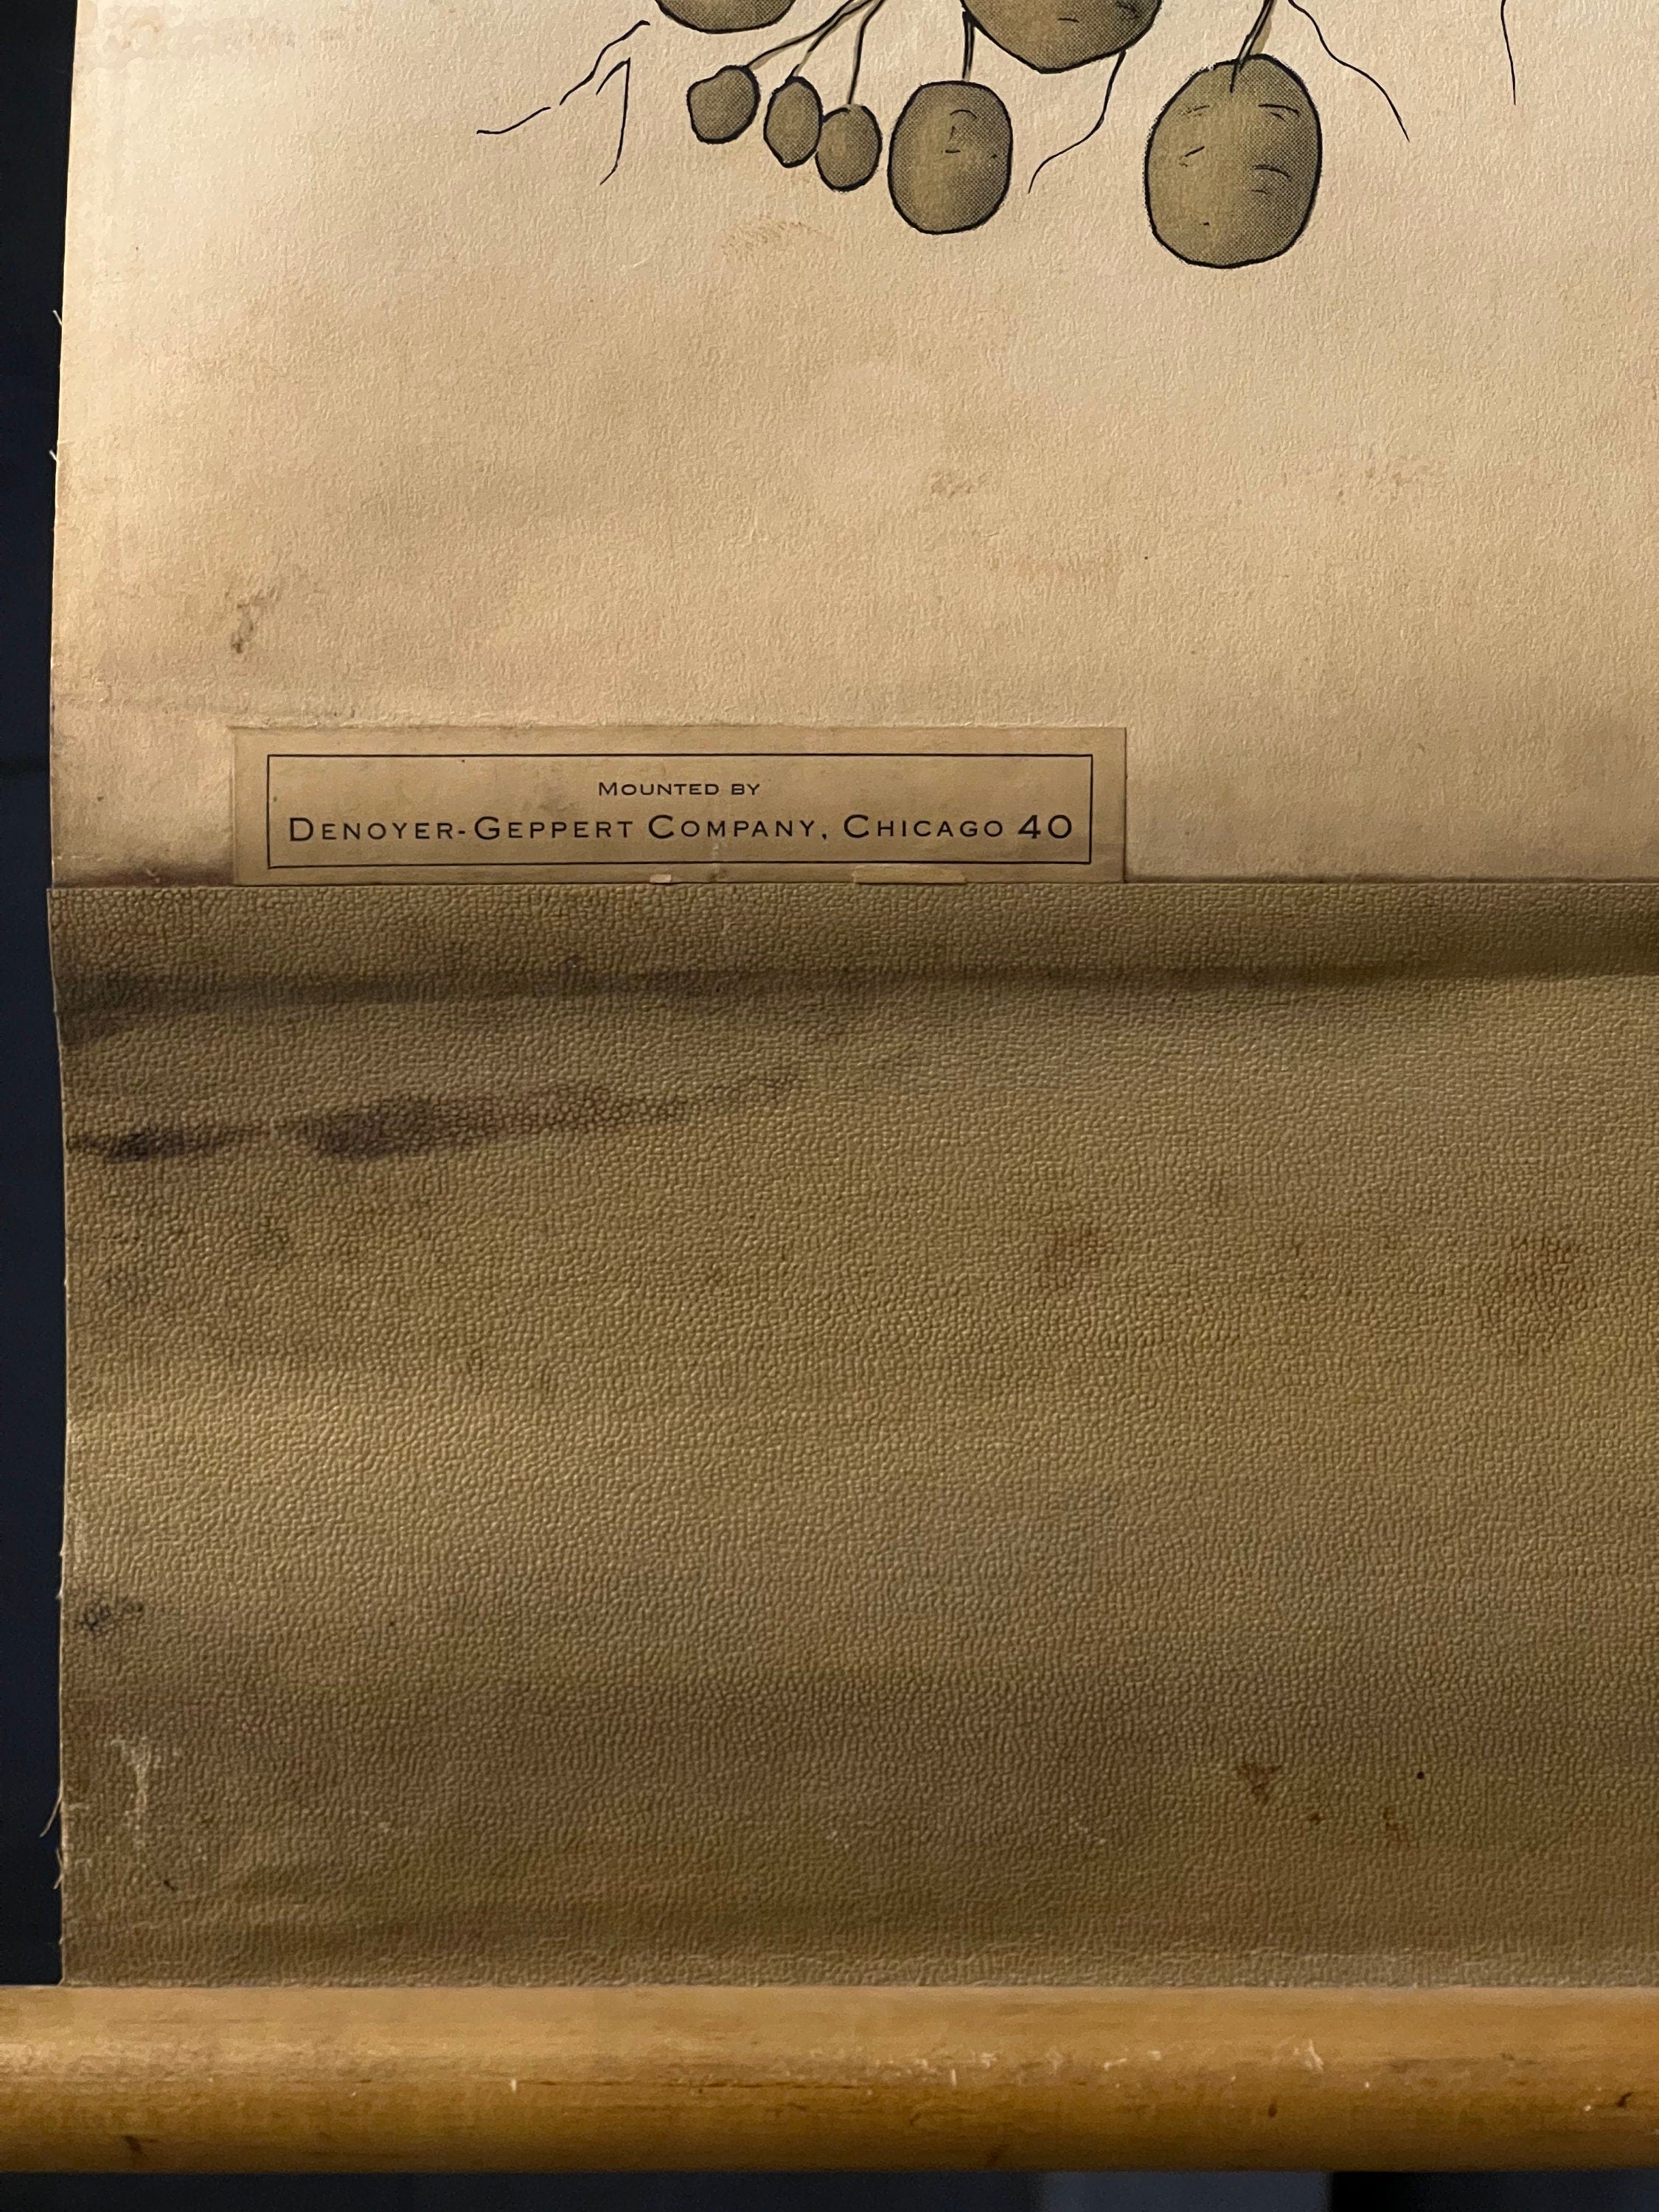 MOUNTED BY
DENOYER-GEPPERT COMPANY, CHICAGO 40